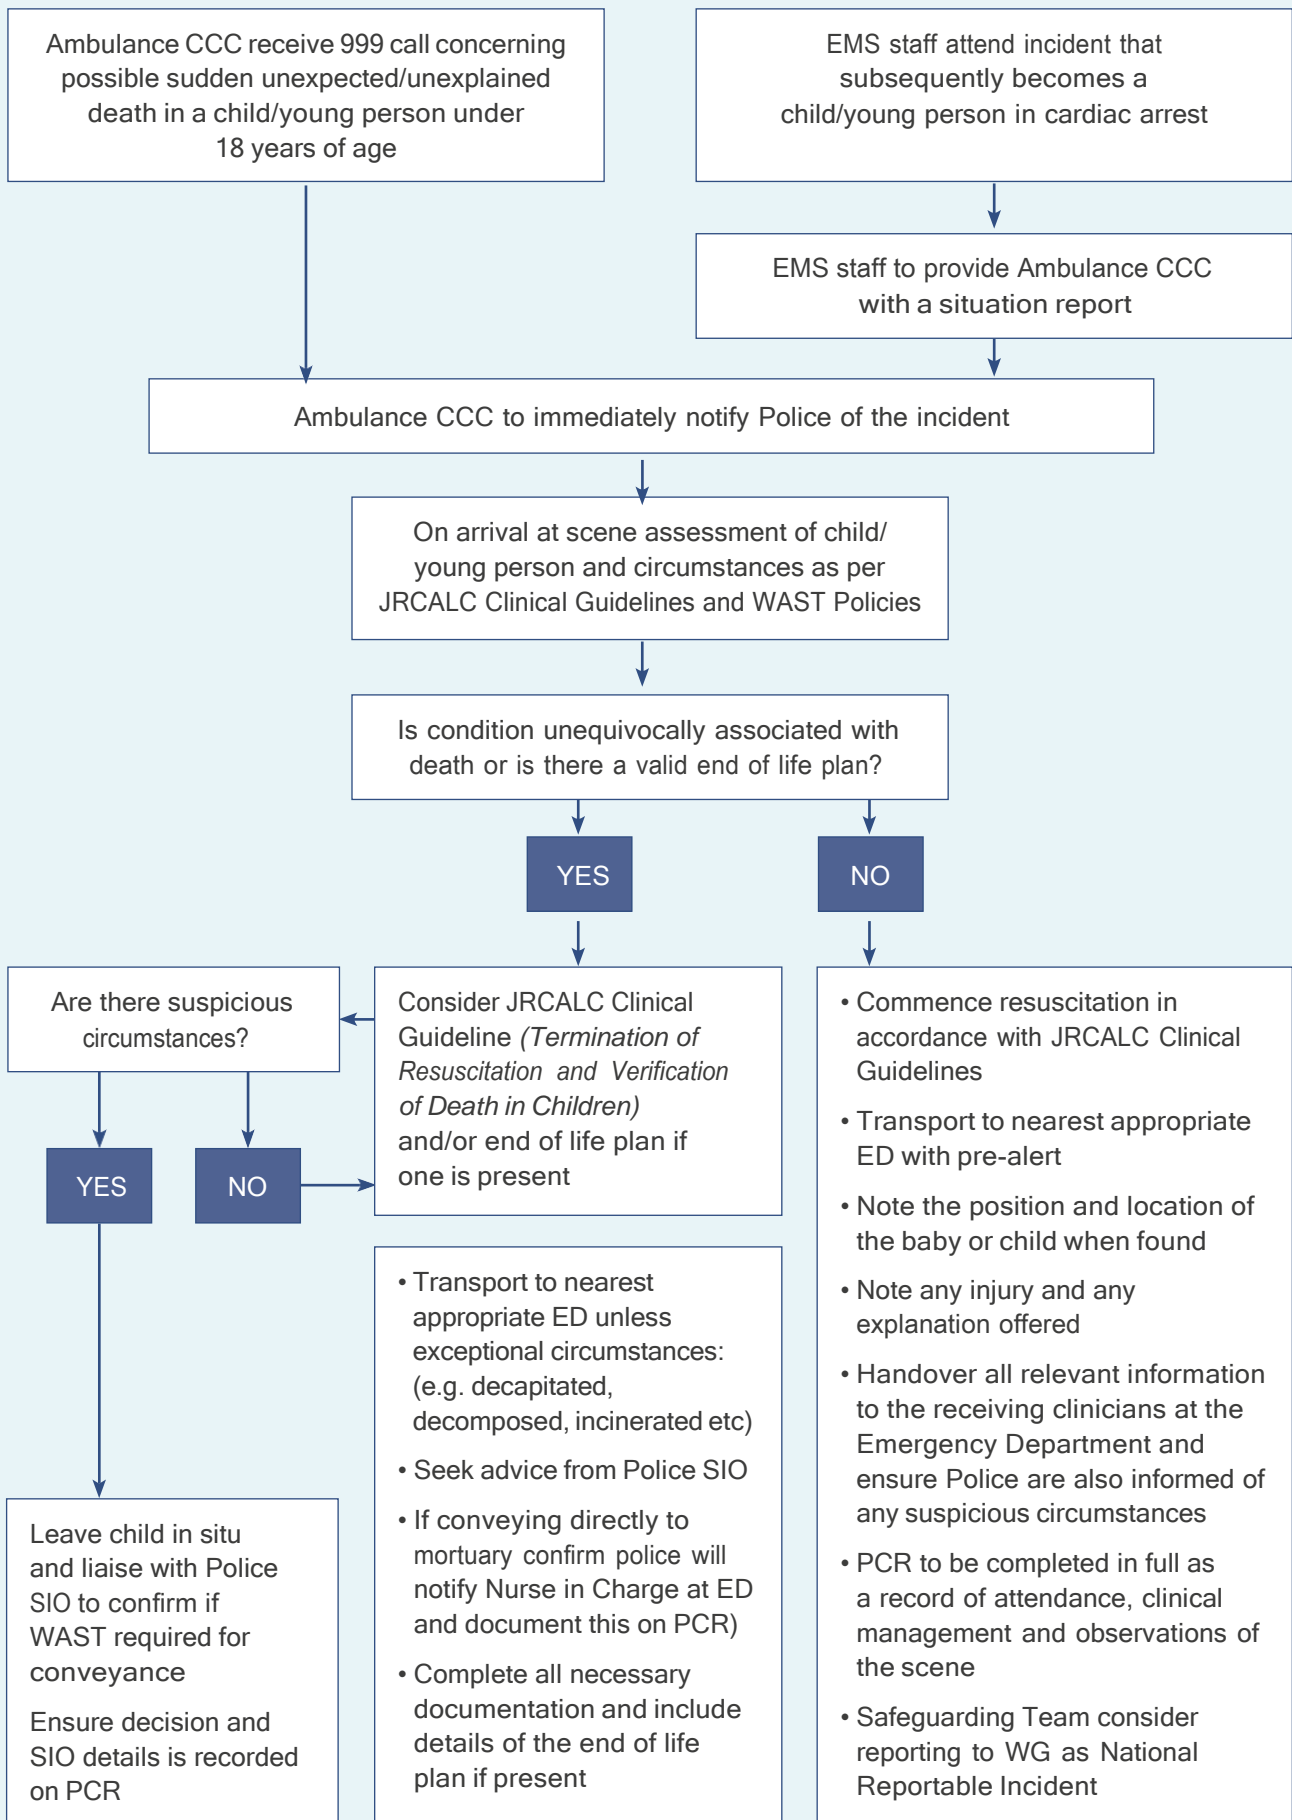 Ambulance CCC receive 999 call concerning
possible sudden unexpected/unexplained
death in a child/young person under
18 years of age
EMS staff attend incident that
subsequently becomes a
child/young person in cardiac arrest
EMS staff to provide Ambulance CCC
with a situation report
Ambulance CCC to immediately notify Police of the incident
On arrival at scene assessment of child/
young person and circumstances as per
JRCALC Clinical Guidelines and WAST Policies
Is condition unequivocally associated with
death or is there a valid end of life plan?
YES
NO
Are there suspicious
circumstances?
YES
NO
Consider JRCALC Clinical
Guideline (Termination of
Resuscitation and Verification
of Death in Children)
and/or end of life plan if
one is present
Leave child in situ
and liaise with Police
SIO to confirm if
WAST required for
conveyance
Ensure decision and
SIO details is recorded
on PCR
• Transport to nearest
appropriate ED unless
exceptional circumstances:
(e.g. decapitated,
decomposed, incinerated etc)
• Seek advice from Police SIO
• If conveying directly to
mortuary confirm police will
notify Nurse in Charge at ED
and document this on PCR)
• Complete all necessary
documentation and include
details of the end of life
plan if present
• Commence resuscitation in
accordance with JRCALC Clinical
Guidelines
• Transport to nearest appropriate
ED with pre-alert
• Note the position and location of
the baby or child when found
• Note any injury and any
explanation offered
• Handover all relevant information
to the receiving clinicians at the
Emergency Department and
ensure Police are also informed of
any suspicious circumstances
• PCR to be completed in full as
a record of attendance, clinical
management and observations of
the scene
• Safeguarding Team consider
reporting to WG as National
Reportable Incident